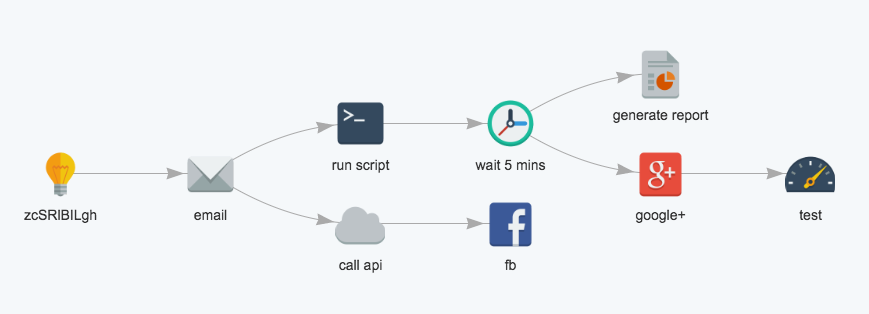 generate report
run script
wait 5 mins
zcSRIBILgh
email
google+
test
call api
fb